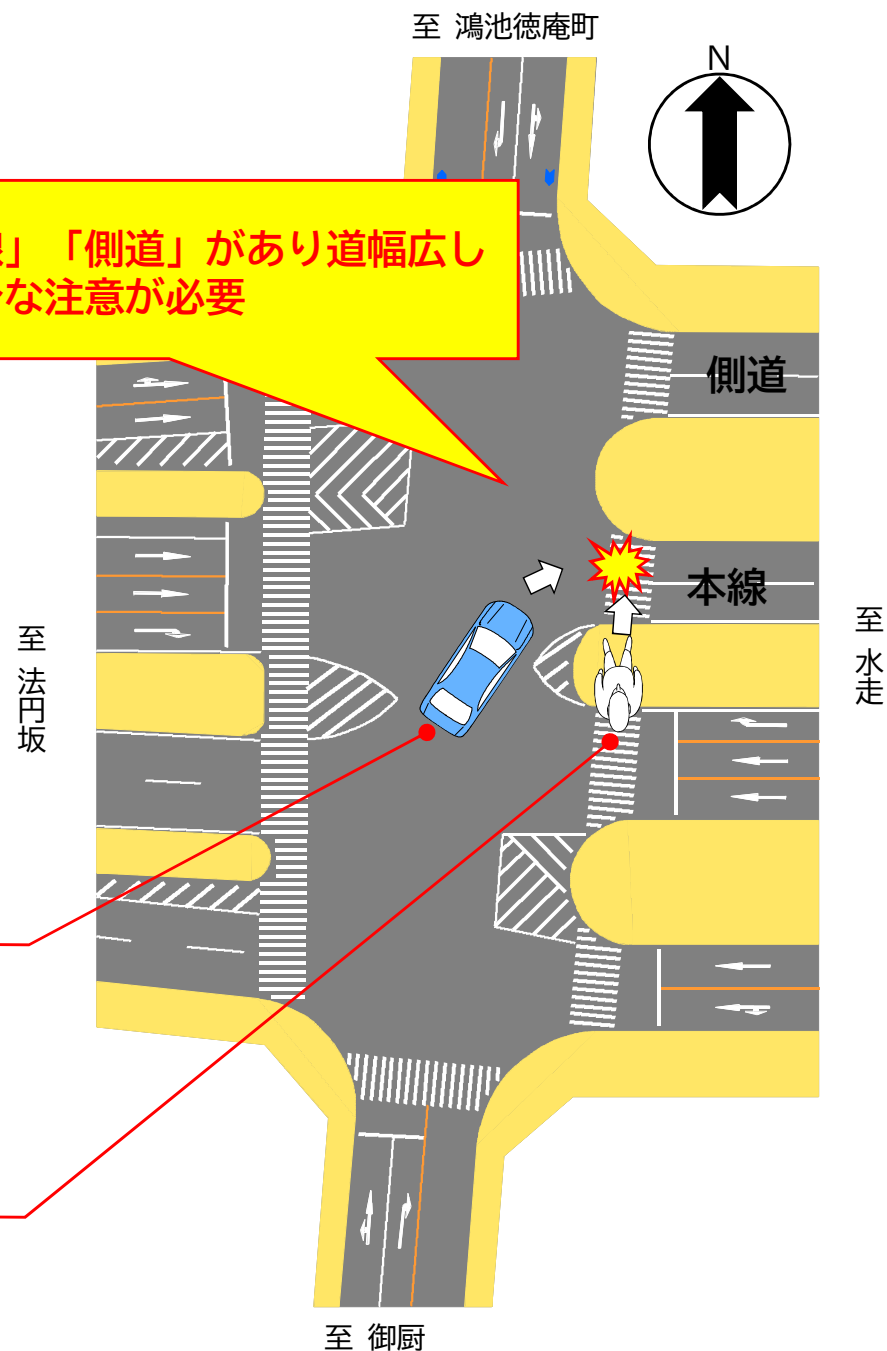 至 鴻池徳庵町
N
線」「側道」があり道幅広し
な注意が必要
側道
本線
至 法円坂
至 水走
至 御厨